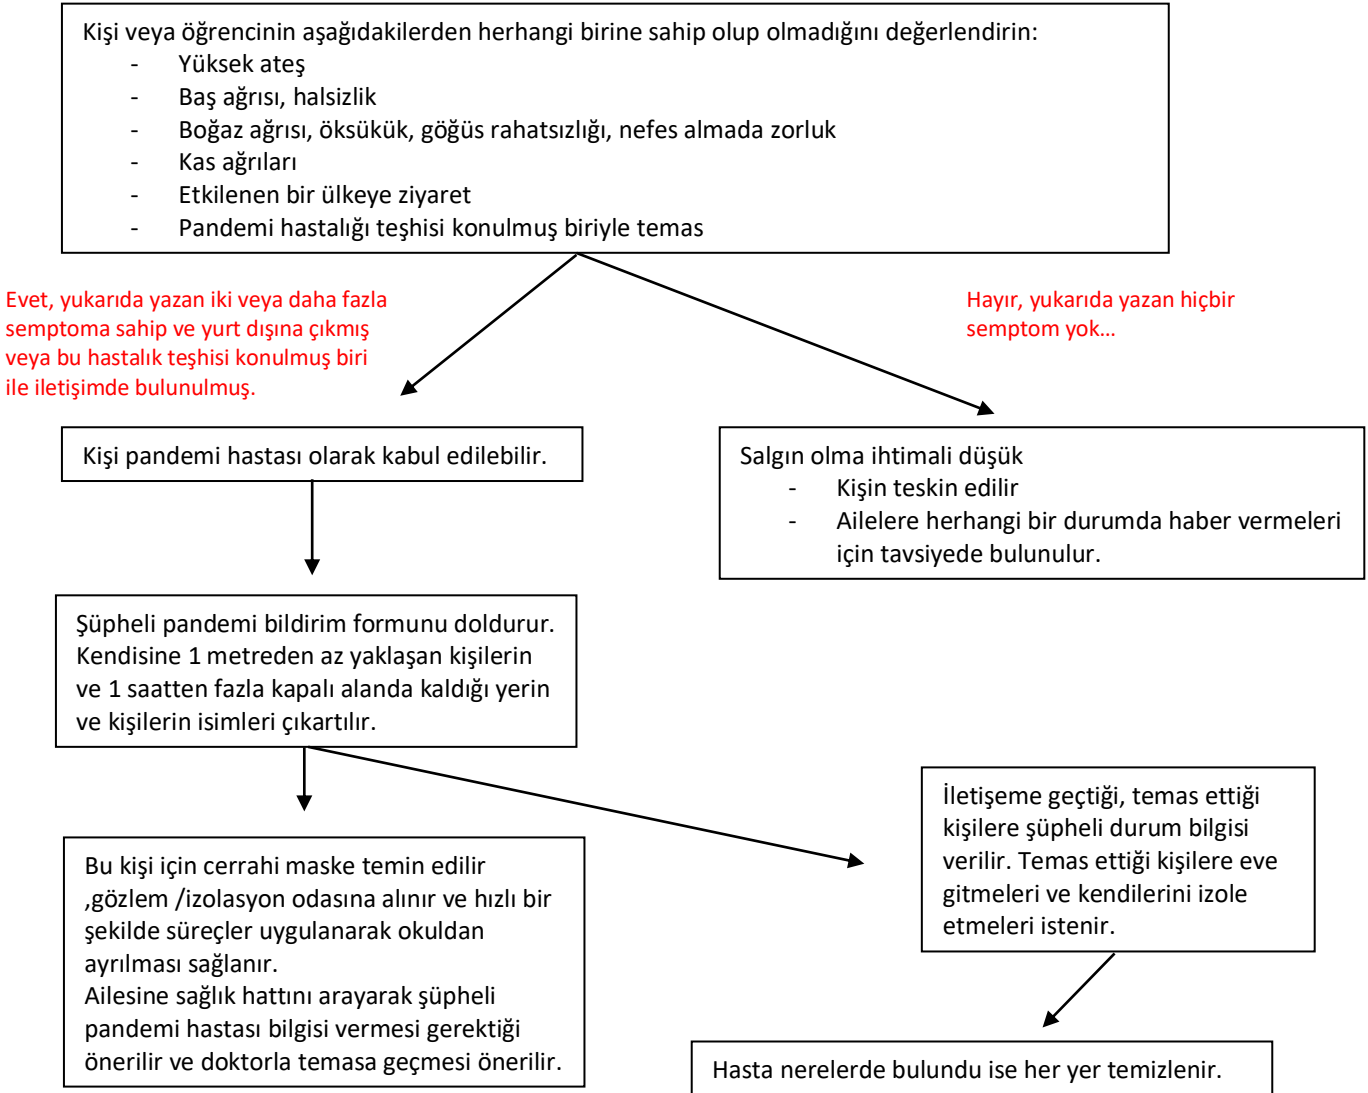 Kişi veya öğrencinin aşağıdakilerden herhangi birine sahip olup olmadığını değerlendirin:
- Yüksek ateş
- Baş ağrısı, halsizlik
- Boğaz ağrısı, öksükük, göğüs rahatsızlığı, nefes almada zorluk
- Kas ağrıları
- Etkilenen bir ülkeye ziyaret
- Pandemi hastalığı teşhisi konulmuş biriyle temas
Evet, yukarıda yazan iki veya daha fazla
semptoma sahip ve yurt dışına çıkmış
veya bu hastalık teşhisi konulmuş biri
ile iletişimde bulunulmuş.
Hayır, yukarıda yazan hiçbir
semptom yok…
Kişi pandemi hastası olarak kabul edilebilir.
Salgın olma ihtimali düşük
- Kişin teskin edilir
- Ailelere herhangi bir durumda haber vermeleri
için tavsiyede bulunulur.
Şüpheli pandemi bildirim formunu doldurur.
Kendisine 1 metreden az yaklaşan kişilerin
ve 1 saatten fazla kapalı alanda kaldığı yerin
ve kişilerin isimleri çıkartılır.
Bu kişi için cerrahi maske temin edilir
,gözlem /izolasyon odasına alınır ve hızlı bir
şekilde süreçler uygulanarak okuldan
ayrılması sağlanır.
Ailesine sağlık hattını arayarak şüpheli
pandemi hastası bilgisi vermesi gerektiği
önerilir ve doktorla temasa geçmesi önerilir.
İletişeme geçtiği, temas ettiği
kişilere şüpheli durum bilgisi
verilir. Temas ettiği kişilere eve
gitmeleri ve kendilerini izole
etmeleri istenir.
Hasta nerelerde bulundu ise her yer temizlenir.